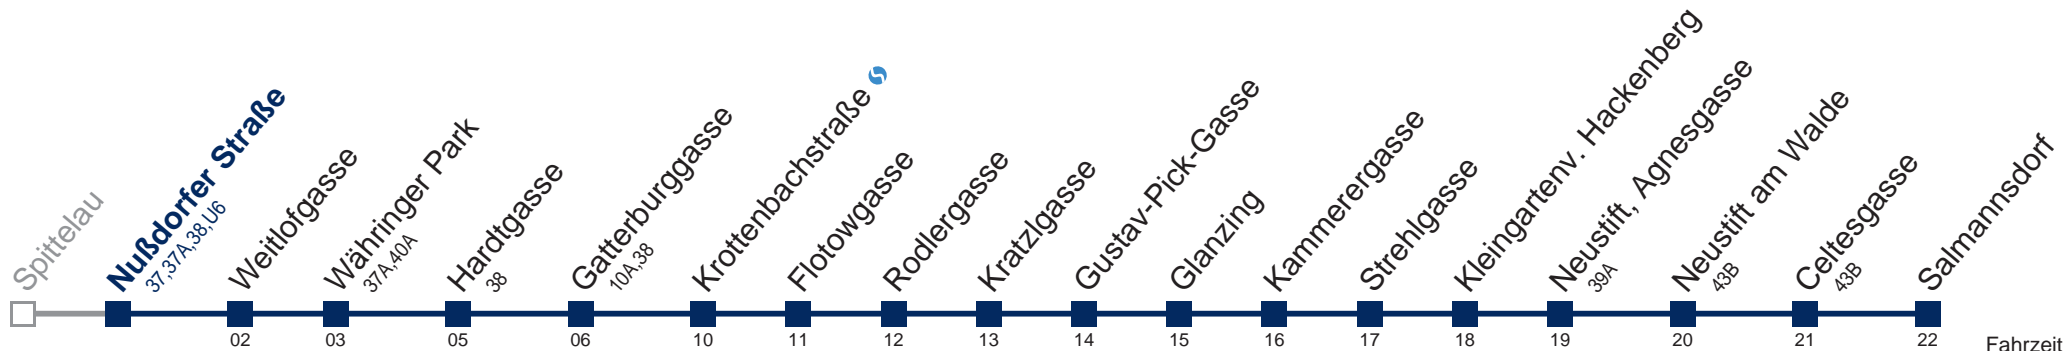 Spittelau
Nußdorfer Straße
37,37A,38,U6
Weitlofgasse
Währinger Park
37A,40A
Hardtgasse
38
Gatterburggasse
10A,38
Krottenbachstraße
Flotowgasse
Rodlergasse
Kratzlgasse
Gustav-Pick-Gasse
Glanzing
Kammerergasse
Strehlgasse
Kleingartenv. Hackenberg
Neustift, Agnesgasse
39A
Neustift am Walde
43B
Celtesgasse
43B
Salmannsdorf
02 03 05 06 10 11 12 13 14 15 16 17 18 19 20 21 22 Fahrzeit